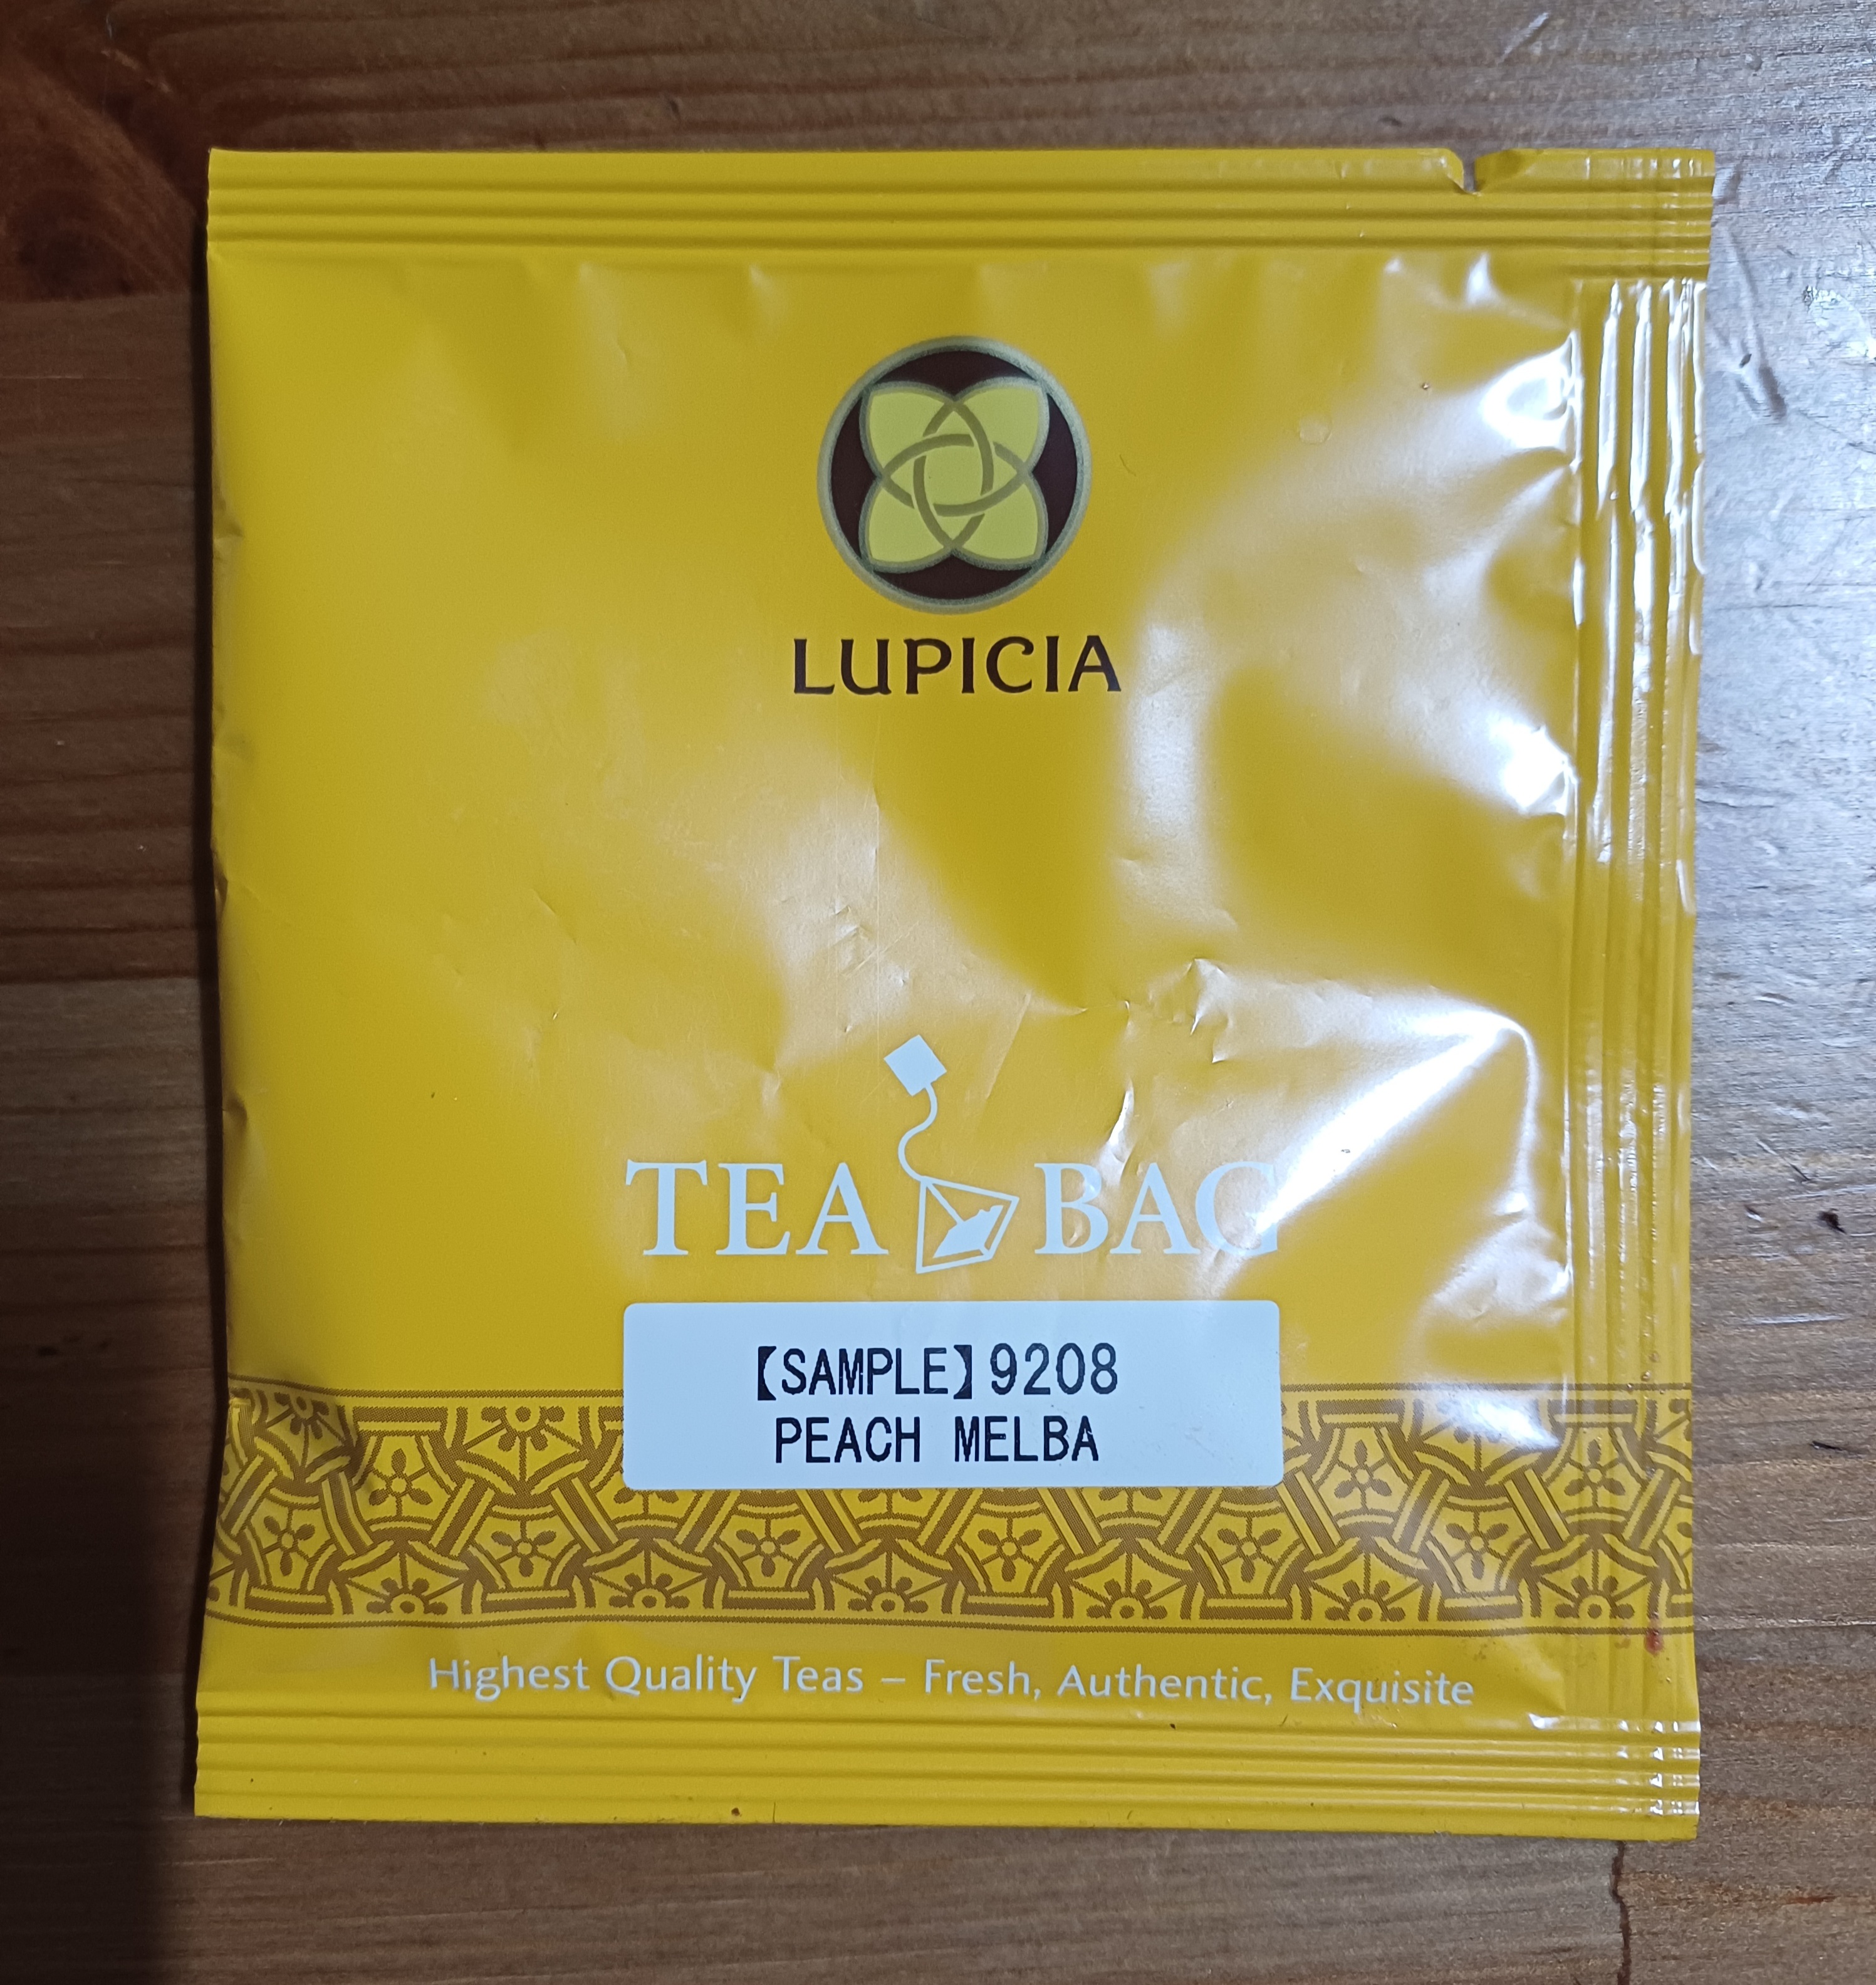 LUPICIA
TEA BAG
【SAMPLE】9208
PEACH MELBA
Highest Quality Teas – Fresh, Authentic, Exquisite